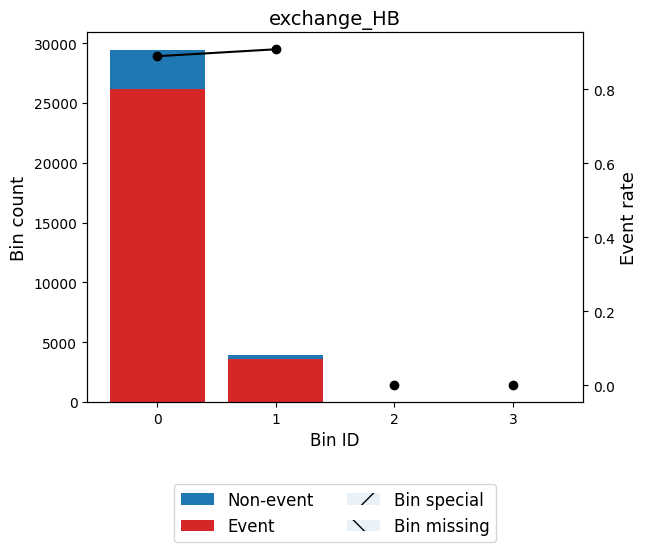 exchange_HB
30000
25000
20000
15000
10000
5000
0
Bin count
0.8
0.6
0.4
0.2
0.0
Event rate
0 1 2 3
Bin ID
Non-event Bin special
Event Bin missing